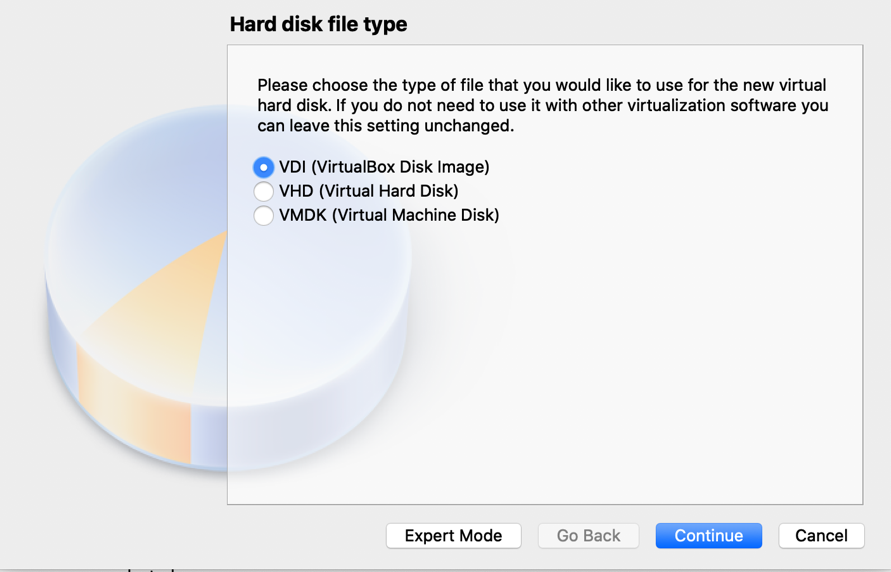 Hard disk file type
Please choose the type of file that you would like to use for the new virtual
hard disk. If you do not need to use it with other virtualization software you
can leave this setting unchanged.
VDI (VirtualBox Disk Image)
VHD (Virtual Hard Disk)
VMDK (Virtual Machine Disk)
Expert Mode
Go Back
Continue
Cancel